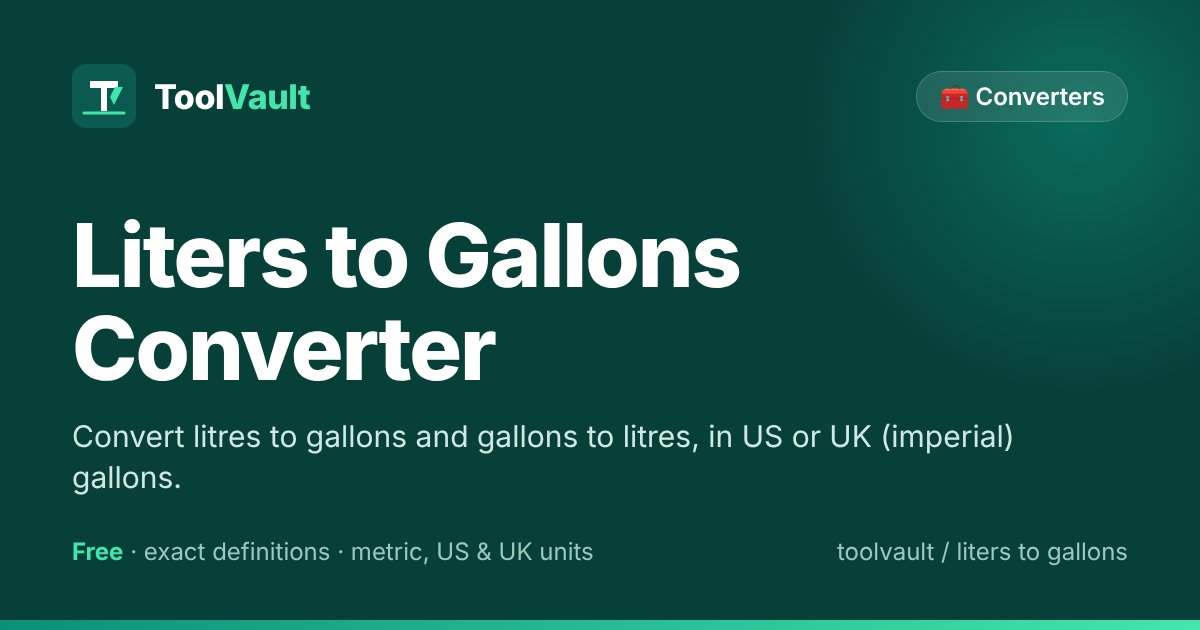 ToolVault
🧰 Converters
Liters to Gallons
Converter
Convert litres to gallons and gallons to litres, in US or UK (imperial)
gallons.
Free · exact definitions · metric, US & UK units
toolvault / liters to gallons